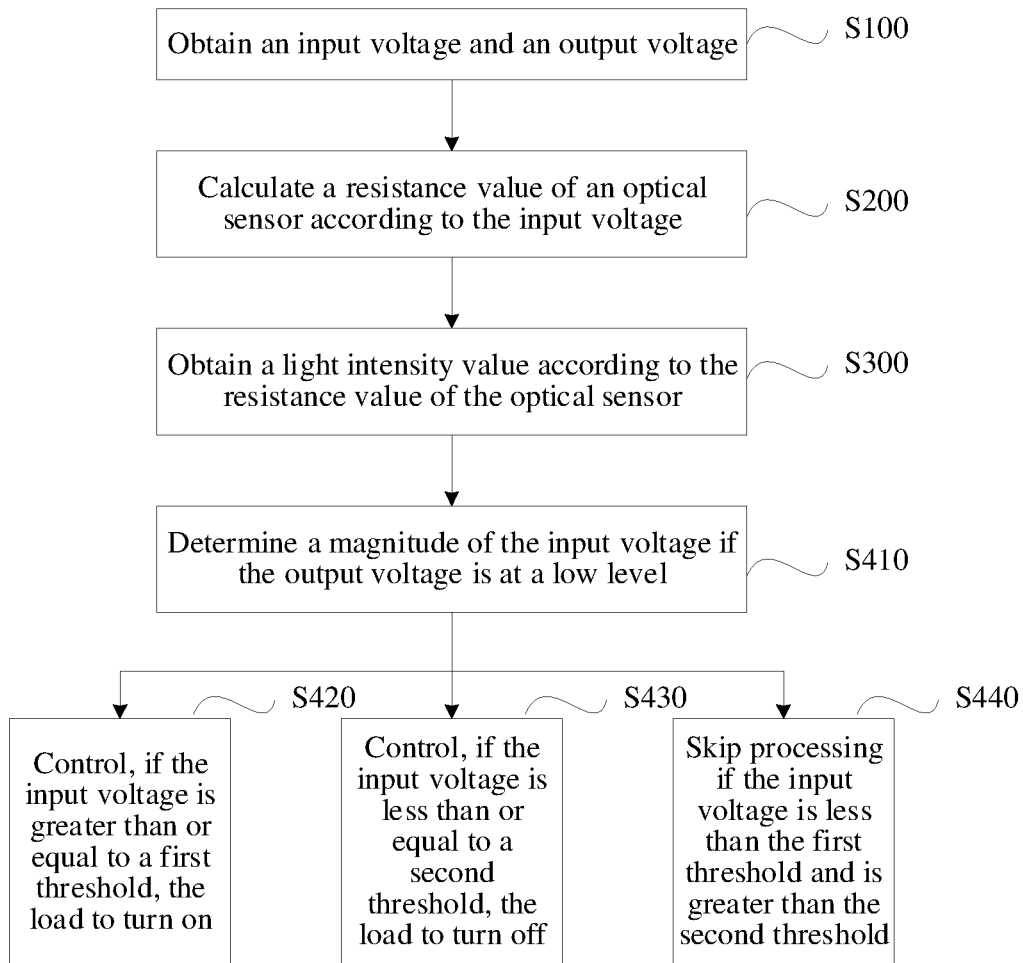 Obtain an input voltage and an output voltage
S100
Calculate a resistance value of an optical
sensor according to the input voltage
S200
Obtain a light intensity value according to the
resistance value of the optical sensor
S300
Determine a magnitude of the input voltage if
the output voltage is at a low level
S410
S420
Control, if the
input voltage is
greater than or
equal to a first
threshold, the
load to turn on
S430
Control, if the
input voltage is
less than or
equal to a
second
threshold, the
load to turn off
S440
Skip processing
if the input
voltage is less
than the first
threshold and is
greater than the
second threshold